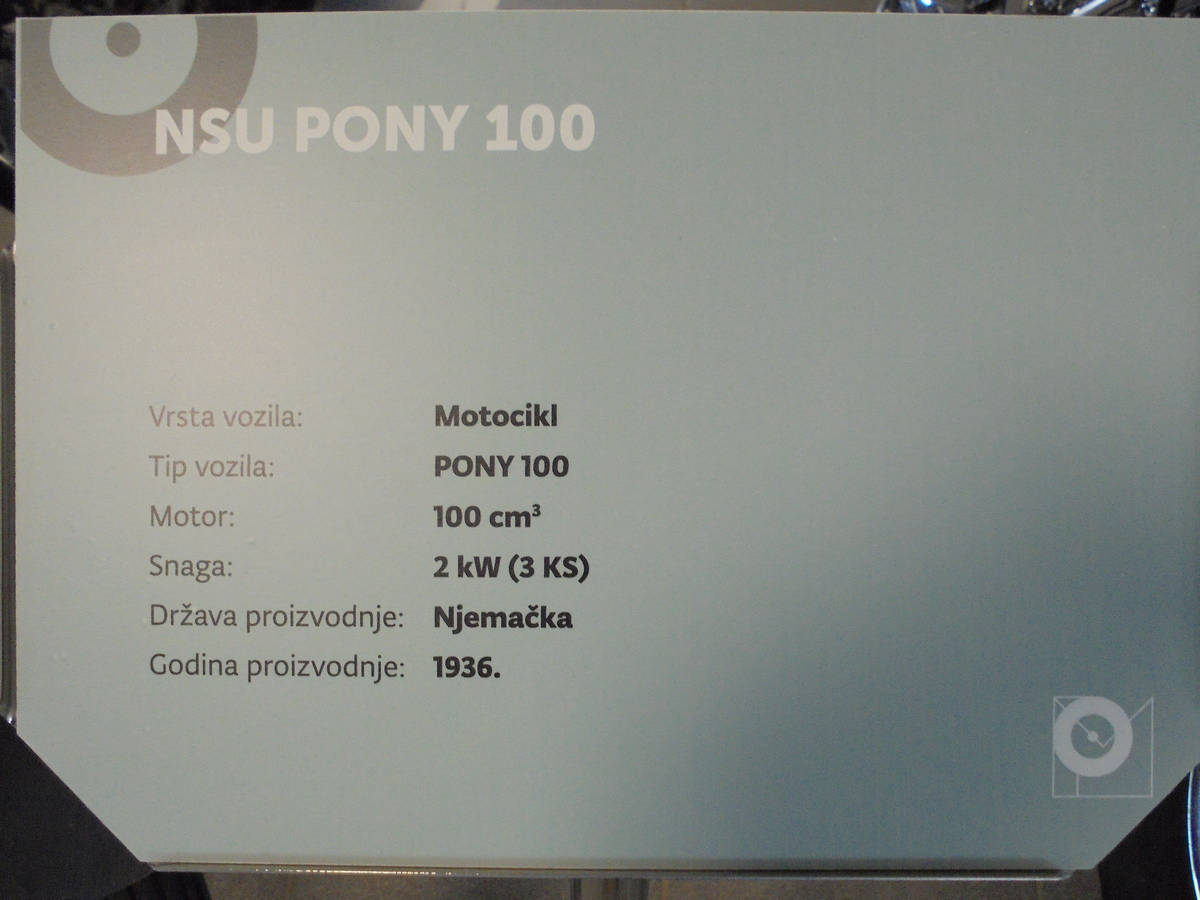 NSU PONY 100
Vrsta vozila: Motocikl
Tip vozila: PONY 100
Motor: 100 cm³
Snaga: 2 kW (3 KS)
Država proizvodnje: Njemačka
Godina proizvodnje: 1936.